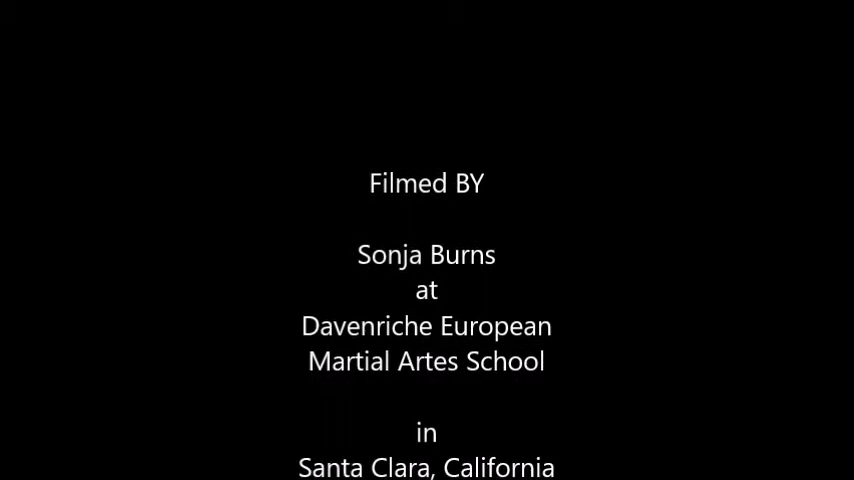 Filmed BY
Sonja Burns
at
Davenriche European
Martial Artes School
in
Santa Clara, California